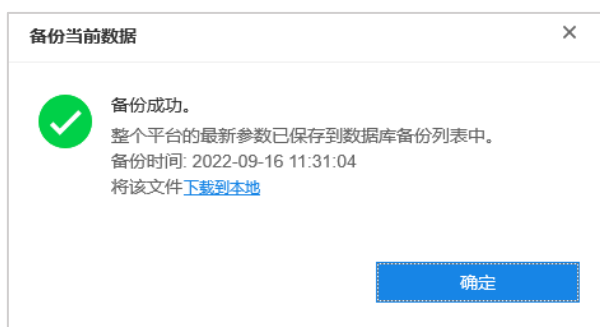 备份当前数据
备份成功。
整个平台的最新参数已保存到数据库备份列表中。
备份时间: 2022-09-16 11:31:04
将该文件下载到本地
确定